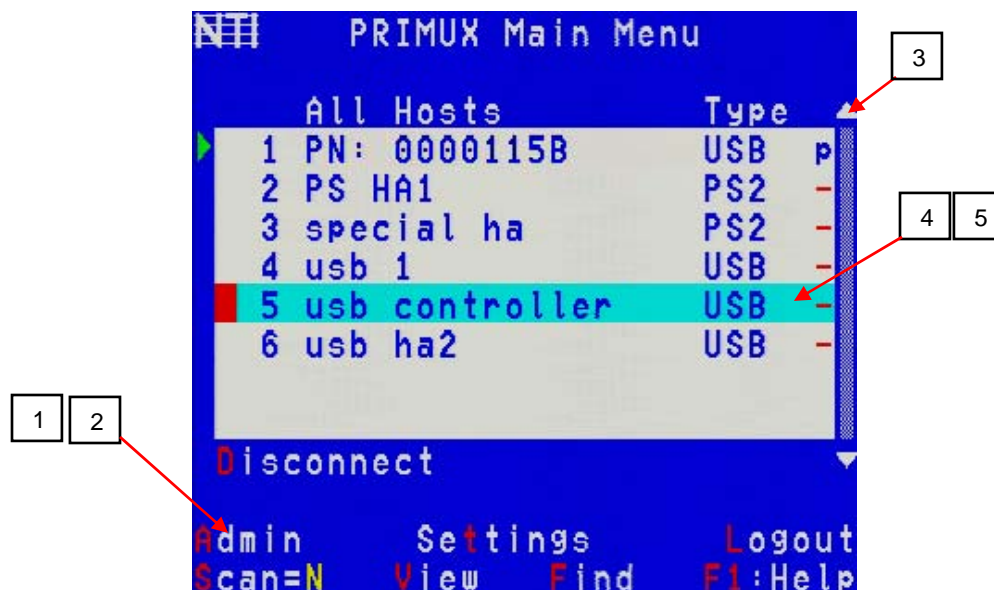 NTI PRIMUX Main Menu
3
All Hosts Type
1 PN: 0000115B USB p
2 PS HA1 PS2 -
3 special ha PS2 -
4 usb 1 USB -
5 usb controller USB -
6 usb ha2 USB -
4 5
1 2
Disconnect
Admin Settings Logout
Scan=N View Find F1:Help